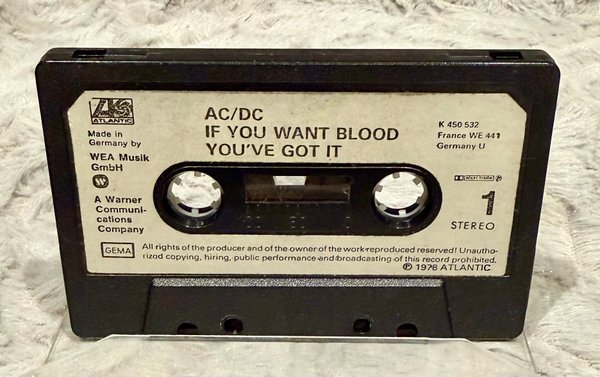 ATLANTIC
Made in
Germany by
WEA Musik
GmbH
A Warner
Communi-
cations
Company
GEMA
AC/DC
IF YOU WANT BLOOD
YOU'VE GOT IT
K 450 532
France WE 441
Germany U
1
STEREO
All rights of the producer and of the owner of the work reproduced reserved! Unautho-
rized copying, hiring, public performance and broadcasting of this record prohibited.
℗ 1978 ATLANTIC